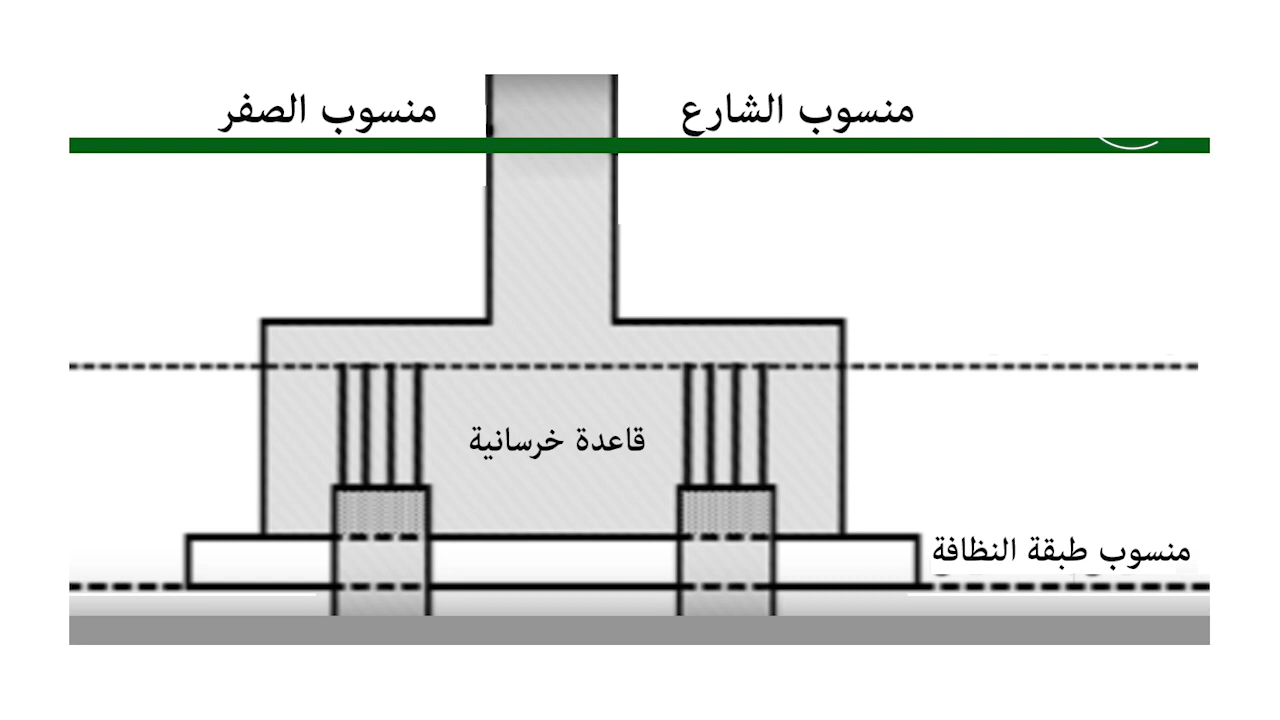 منسوب الشارع
منسوب الصفر
قاعدة خرسانية
منسوب طبقة النظافة